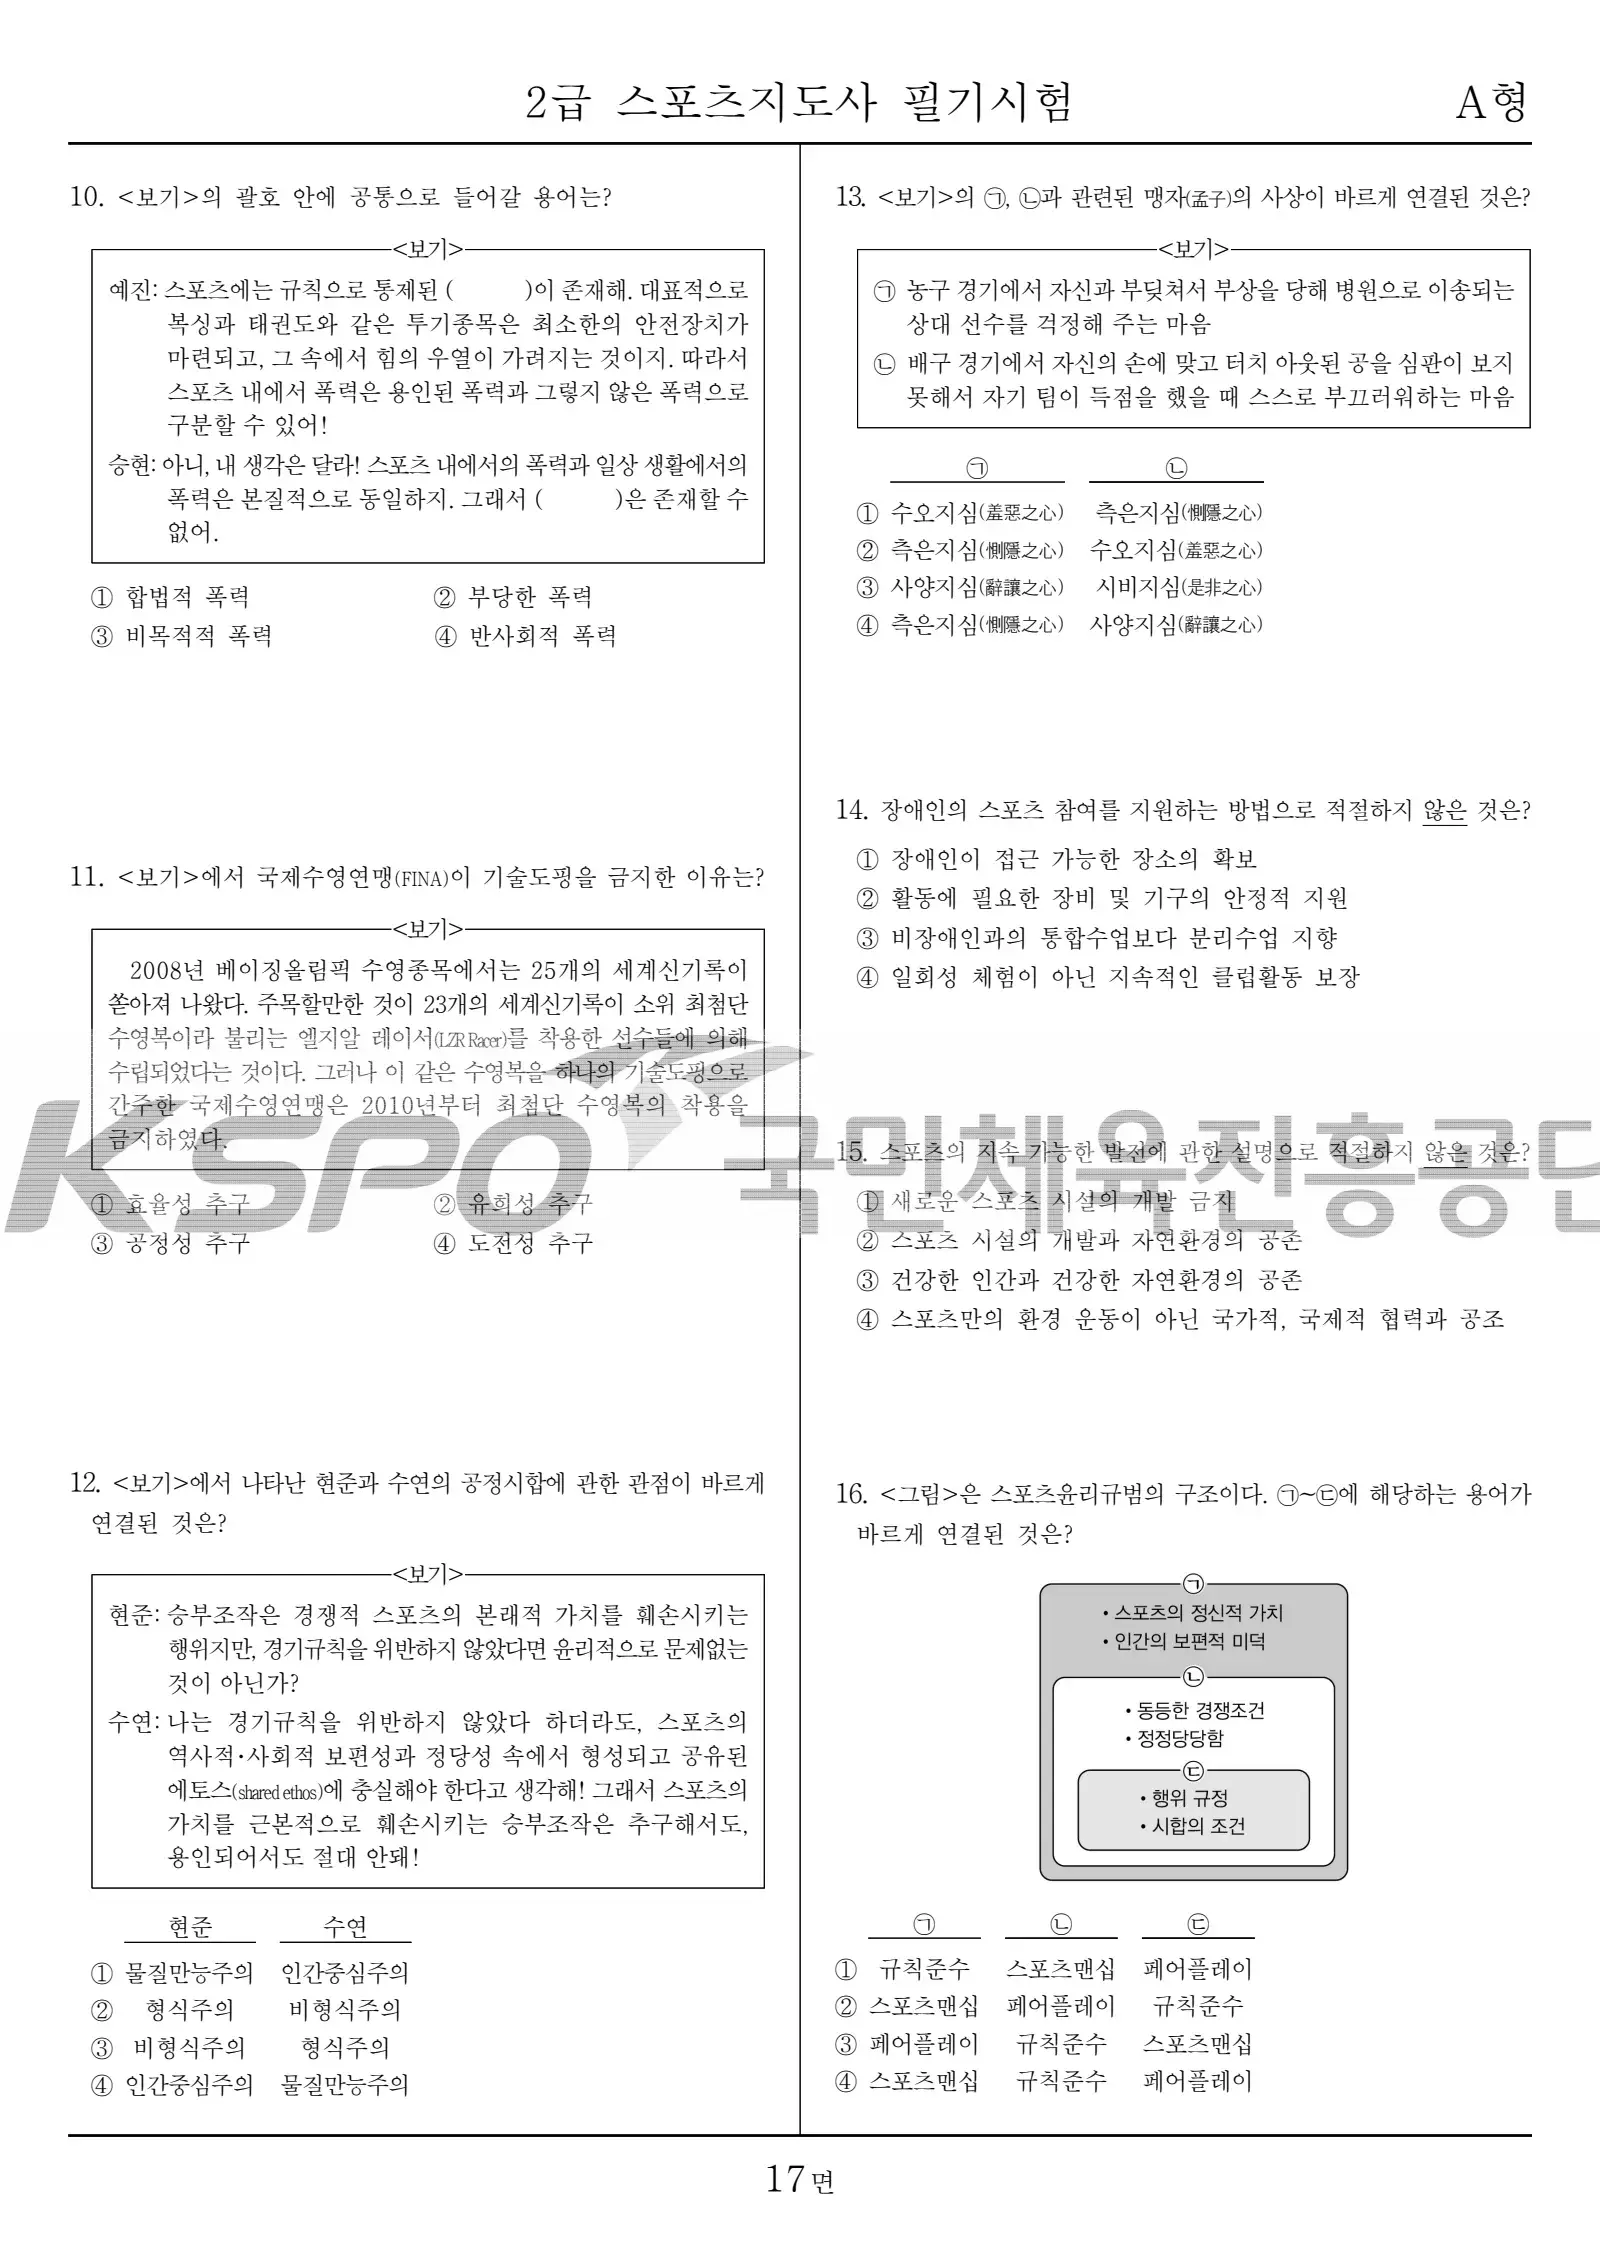 2급 스포츠지도사 필기시험
A형
10. <보기>의 괄호 안에 공통으로 들어갈 용어는?
<보기>
예진: 스포츠에는 규칙으로 통제된 ( )이 존재해. 대표적으로
복싱과 태권도와 같은 투기종목은 최소한의 안전장치가
마련되고, 그 속에서 힘의 우열이 가려지는 것이지. 따라서
스포츠 내에서 폭력은 용인된 폭력과 그렇지 않은 폭력으로
구분할 수 있어!
승현: 아니, 내 생각은 달라! 스포츠 내에서의 폭력과 일상 생활에서의
폭력은 본질적으로 동일하지. 그래서 ( )은 존재할 수
없어.
① 합법적 폭력 ② 부당한 폭력
③ 비목적적 폭력 ④ 반사회적 폭력
11. <보기>에서 국제수영연맹(FINA)이 기술도핑을 금지한 이유는?
<보기>
2008년 베이징올림픽 수영종목에서는 25개의 세계신기록이
쏟아져 나왔다. 주목할만한 것이 23개의 세계신기록이 소위 최첨단
수영복이라 불리는 엘지알 레이서(LZR Racer)를 착용한 선수들에 의해
수립되었다는 것이다. 그러나 이 같은 수영복을 하나의 기술도핑으로
간주한 국제수영연맹은 2010년부터 최첨단 수영복의 착용을
금지하였다.
① 효율성 추구 ② 유희성 추구
③ 공정성 추구 ④ 도전성 추구
12. <보기>에서 나타난 현준과 수연의 공정시합에 관한 관점이 바르게
연결된 것은?
<보기>
현준: 승부조작은 경쟁적 스포츠의 본래적 가치를 훼손시키는
행위지만, 경기규칙을 위반하지 않았다면 윤리적으로 문제없는
것이 아닌가?
수연: 나는 경기규칙을 위반하지 않았다 하더라도, 스포츠의
역사적·사회적 보편성과 정당성 속에서 형성되고 공유된
에토스(shared ethos)에 충실해야 한다고 생각해! 그래서 스포츠의
가치를 근본적으로 훼손시키는 승부조작은 추구해서도,
용인되어서도 절대 안돼!
현준 수연
① 물질만능주의 인간중심주의
② 형식주의 비형식주의
③ 비형식주의 형식주의
④ 인간중심주의 물질만능주의
13. <보기>의 ㉠, ㉡과 관련된 맹자(孟子)의 사상이 바르게 연결된 것은?
<보기>
㉠ 농구 경기에서 자신과 부딪쳐서 부상을 당해 병원으로 이송되는
상대 선수를 걱정해 주는 마음
㉡ 배구 경기에서 자신의 손에 맞고 터치 아웃된 공을 심판이 보지
못해서 자기 팀이 득점을 했을 때 스스로 부끄러워하는 마음
㉠ ㉡
① 수오지심(羞惡之心) 측은지심(惻隱之心)
② 측은지심(惻隱之心) 수오지심(羞惡之心)
③ 사양지심(辭讓之心) 시비지심(是非之心)
④ 측은지심(惻隱之心) 사양지심(辭讓之心)
14. 장애인의 스포츠 참여를 지원하는 방법으로 적절하지 않은 것은?
① 장애인이 접근 가능한 장소의 확보
② 활동에 필요한 장비 및 기구의 안정적 지원
③ 비장애인과의 통합수업보다 분리수업 지향
④ 일회성 체험이 아닌 지속적인 클럽활동 보장
15. 스포츠의 지속 가능한 발전에 관한 설명으로 적절하지 않은 것은?
① 새로운 스포츠 시설의 개발 금지
② 스포츠 시설의 개발과 자연환경의 공존
③ 건강한 인간과 건강한 자연환경의 공존
④ 스포츠만의 환경 운동이 아닌 국가적, 국제적 협력과 공조
16. <그림>은 스포츠윤리규범의 구조이다. ㉠~㉢에 해당하는 용어가
바르게 연결된 것은?
㉠
• 스포츠의 정신적 가치
• 인간의 보편적 미덕
㉡
• 동등한 경쟁조건
• 정정당당함
㉢
• 행위 규정
• 시합의 조건
㉠ ㉡ ㉢
① 규칙준수 스포츠맨십 페어플레이
② 스포츠맨십 페어플레이 규칙준수
③ 페어플레이 규칙준수 스포츠맨십
④ 스포츠맨십 규칙준수 페어플레이
KSPO 국민체육진흥공단
17면